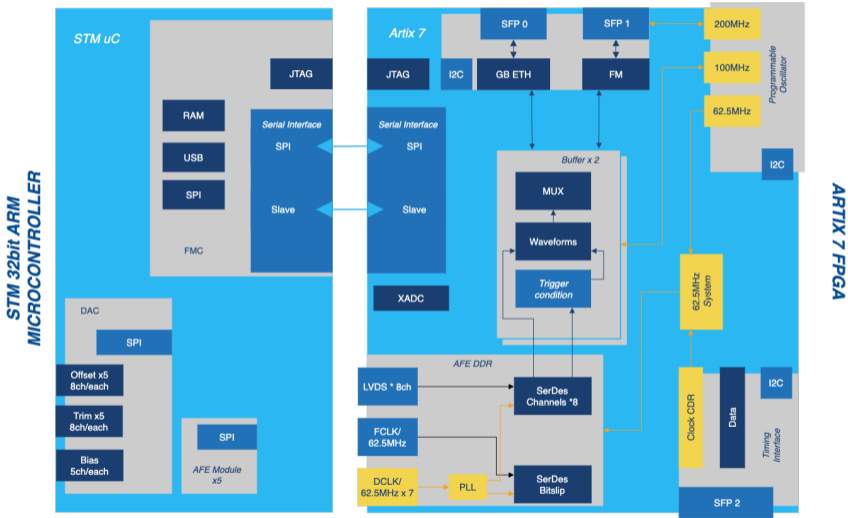 STM 32bit ARM
MICROCONTROLLER
STM uC
JTAG
RAM
USB
SPI
FMC
Serial Interface
SPI
Slave
DAC
SPI
Offset x5
8ch/each
Trim x5
8ch/each
Bias
5ch/each
SPI
AFE Module
x5
Artix 7
JTAG
I2C
SFP 0
GB ETH
SFP 1
FM
Serial Interface
SPI
Slave
XADC
Buffer x 2
MUX
Waveforms
Trigger
condition
AFE DDR
LVDS * 8ch
FCLK/
62.5MHz
DCLK/
62.5MHz x 7
PLL
SerDes
Channels *8
SerDes
Bitslip
200MHz
100MHz
62.5MHz
Programmable
Oscillator
I2C
62.5MHz
System
Clock CDR
Data
I2C
Timing
Interface
SFP 2
ARTIX 7 FPGA